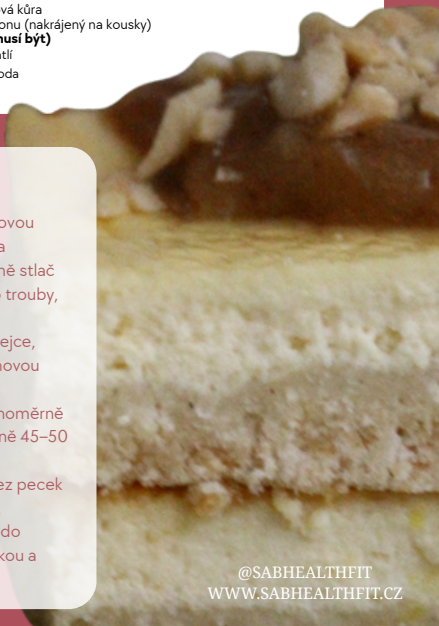 vá kůra
onu (nakrájený na kousky)
usí být)
tlí
oda
ovou
a
ně stlač
trouby,
ejce,
novou
noměrně
ně 45–50
ez pecek
do
kou a
@SABHEALTHFIT
WWW.SABHEALTHFIT.CZ